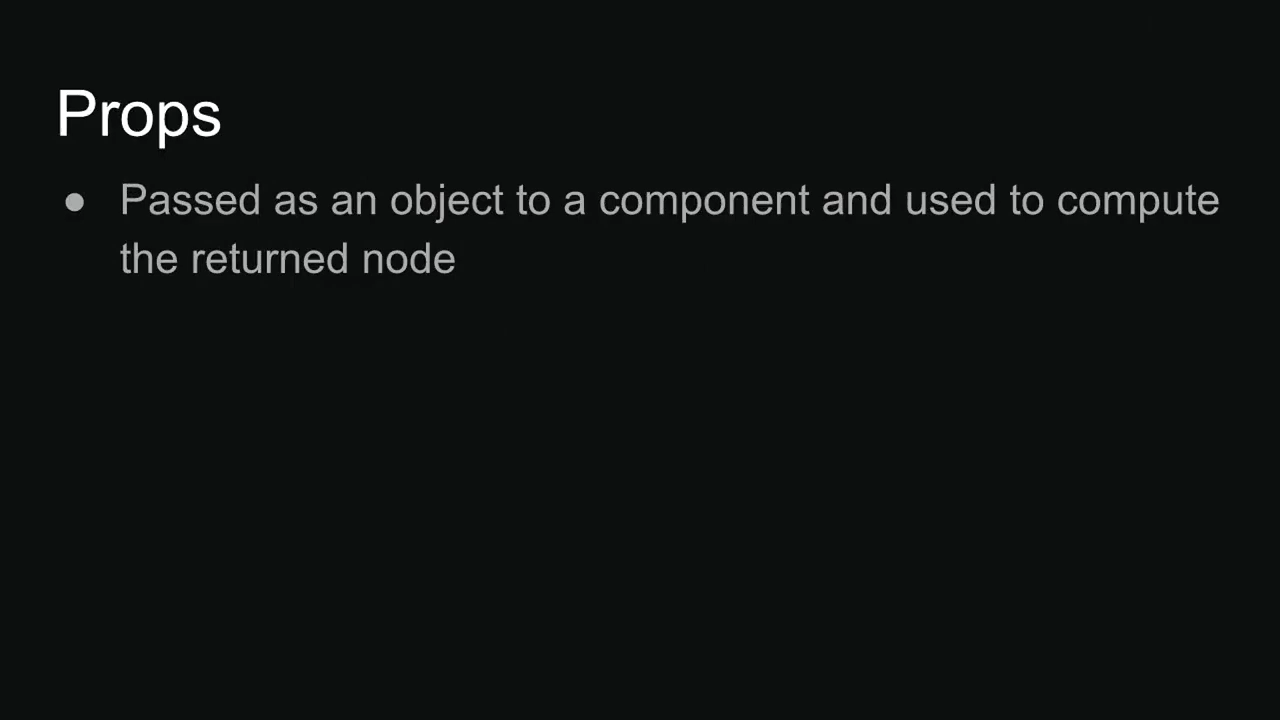 Props
● Passed as an object to a component and used to compute
the returned node